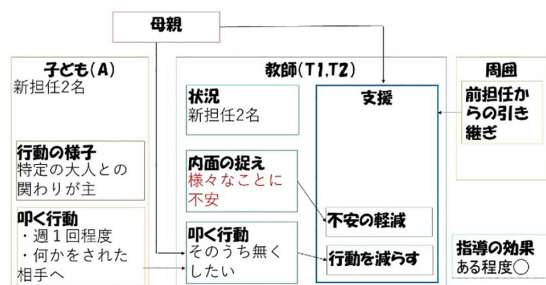 母親
子ども(A)
新担任2名
行動の様子
特定の大人との
関わりが主
叩く行動
・週1回程度
・何かをされた
相手へ
教師(T1,T2)
状況
新担任2名
内面の捉え
様々なことに
不安
叩く行動
そのうち無く
したい
支援
不安の軽減
行動を減らす
周囲
前担任か
らの引き
継ぎ
指導の効果
ある程度○